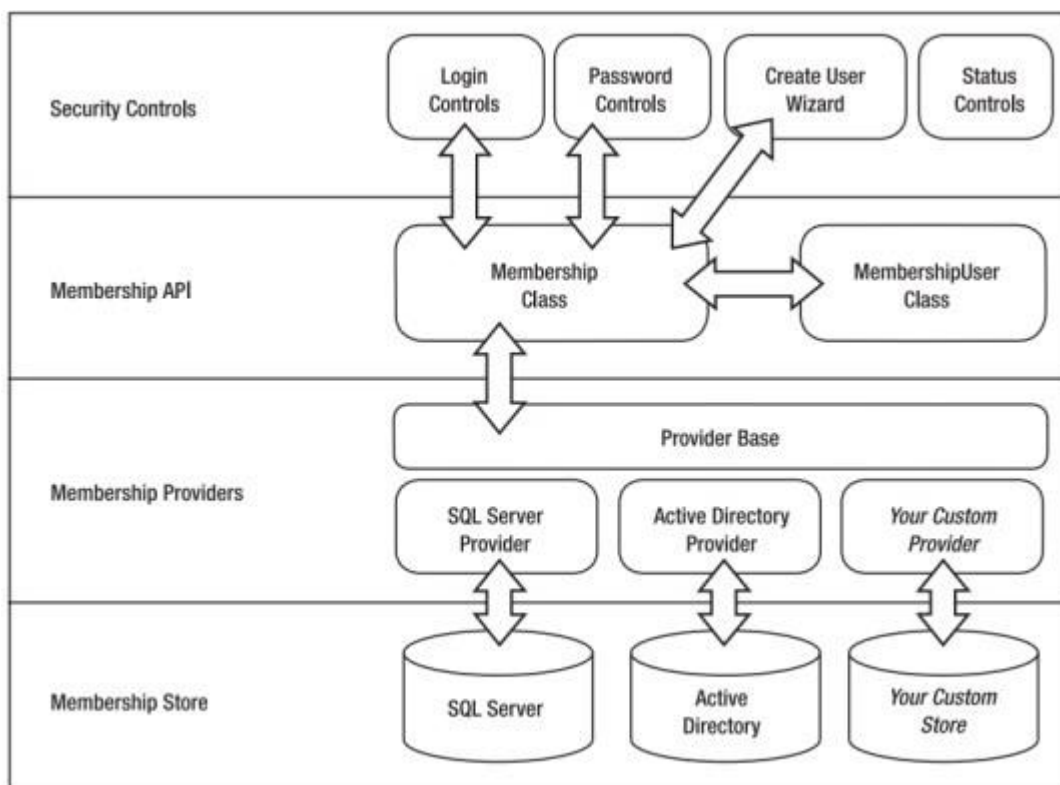 Security Controls
Login
Controls
Password
Controls
Create User
Wizard
Status
Controls
Membership API
Membership
Class
MembershipUser
Class
Membership Providers
Provider Base
SQL Server
Provider
Active Directory
Provider
Your Custom
Provider
Membership Store
SQL Server
Active
Directory
Your Custom
Store